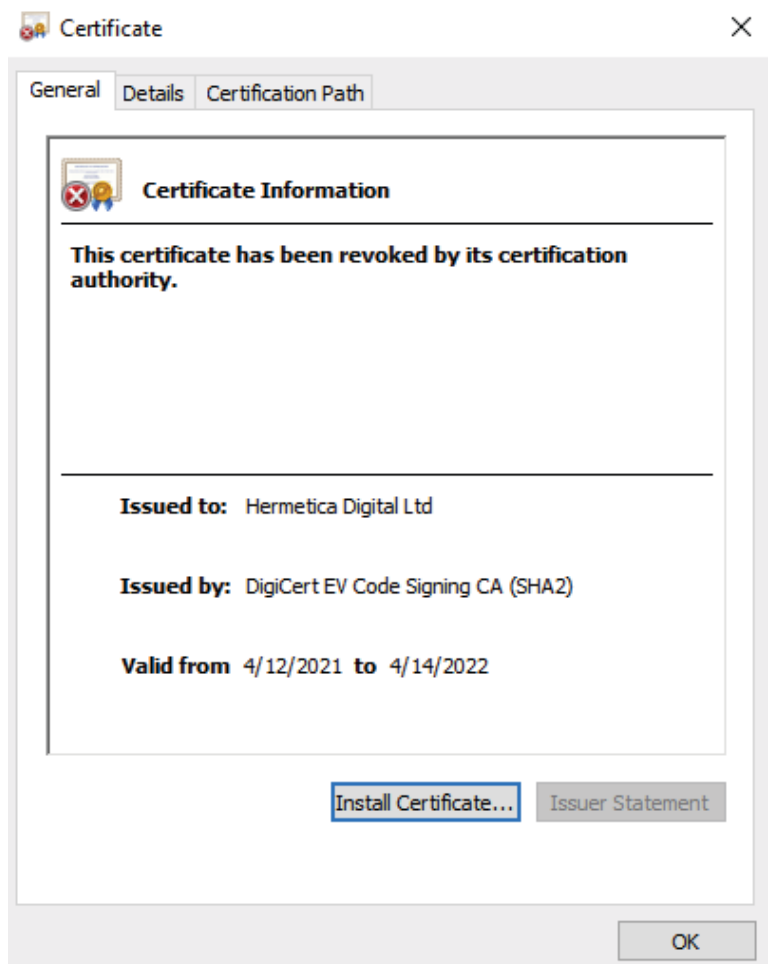 Certificate
General Details Certification Path
Certificate Information
This certificate has been revoked by its certification
authority.
Issued to: Hermetica Digital Ltd
Issued by: DigiCert EV Code Signing CA (SHA2)
Valid from 4/12/2021 to 4/14/2022
Install Certificate... Issuer Statement
OK